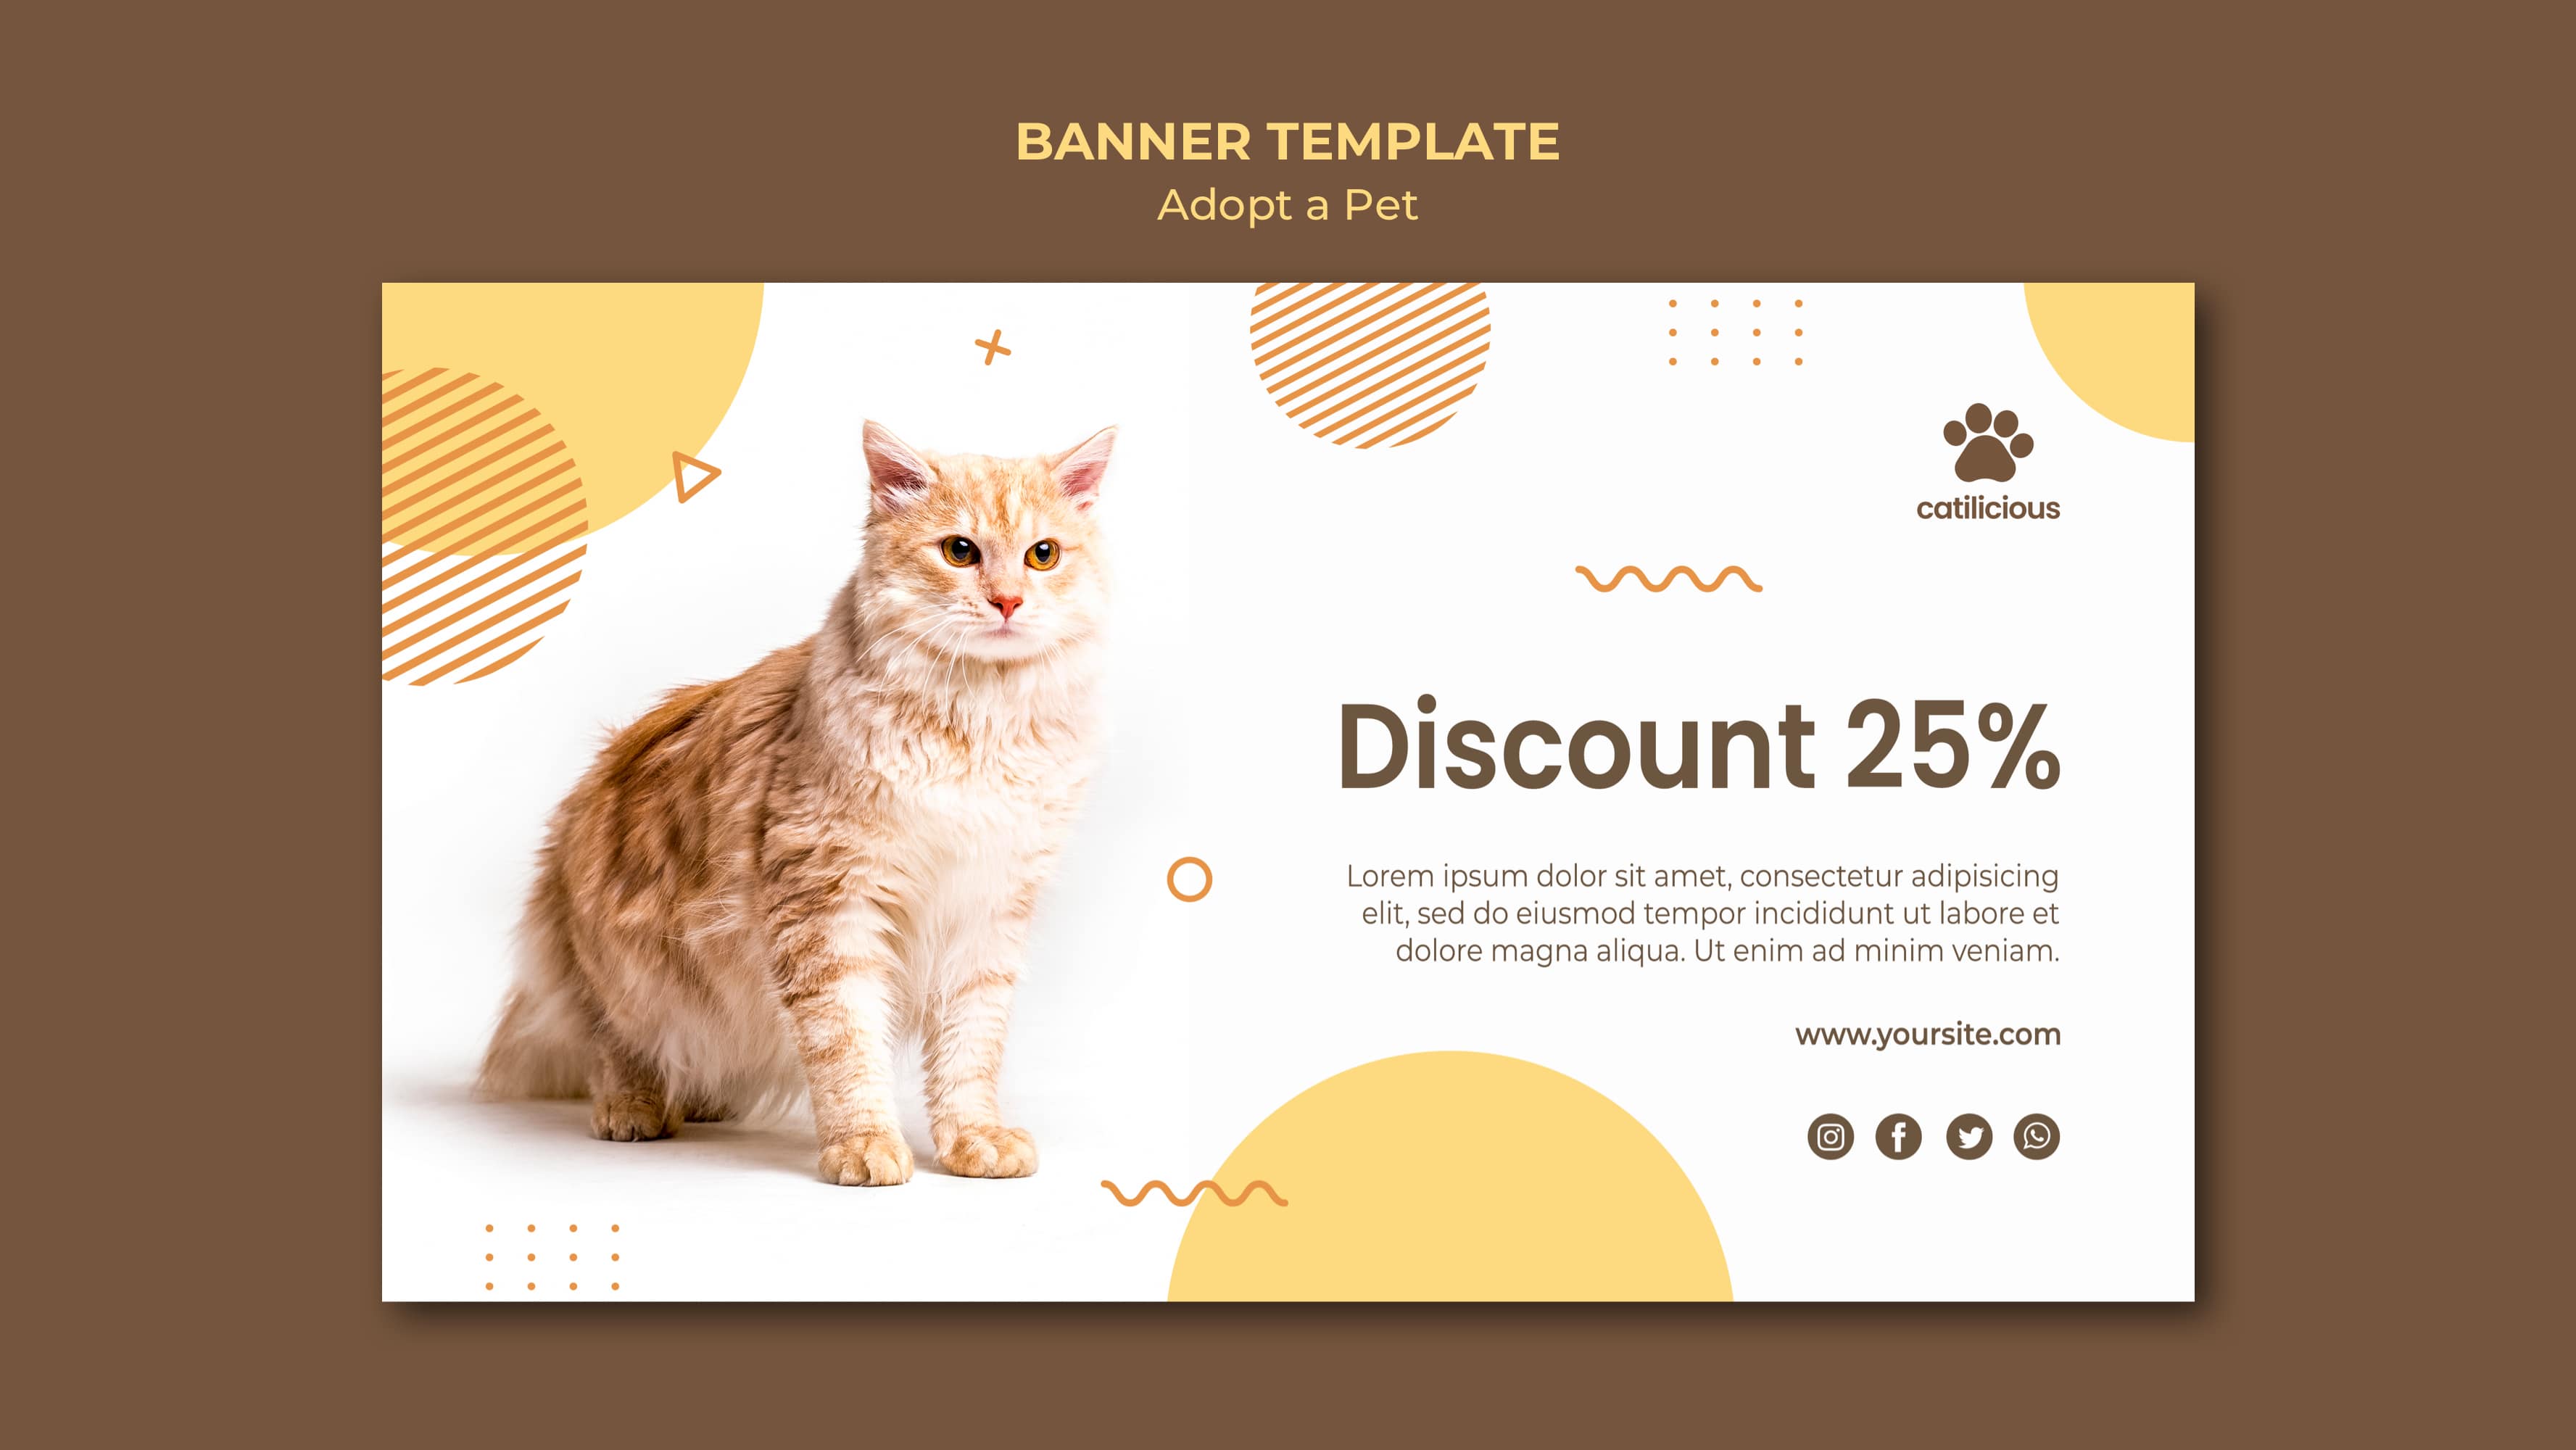 BANNER TEMPLATE
Adopt a Pet
catilicious
Discount 25%
Lorem ipsum dolor sit amet, consectetur adipisicing
elit, sed do eiusmod tempor incididunt ut labore et
dolore magna aliqua. Ut enim ad minim veniam.
www.yoursite.com